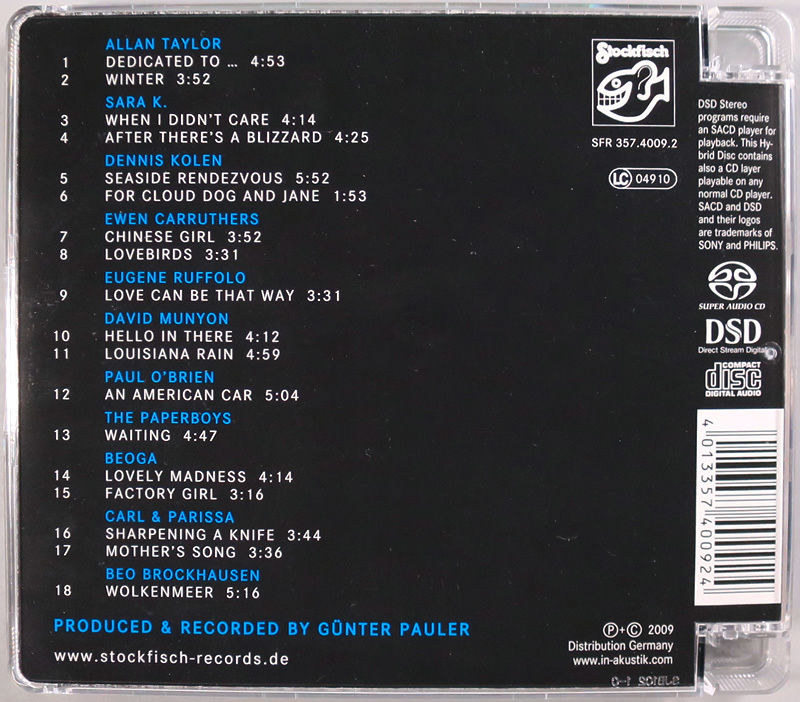 ALLAN TAYLOR
1 DEDICATED TO ... 4:53
2 WINTER 3:52
SARA K.
3 WHEN I DIDN'T CARE 4:14
4 AFTER THERE'S A BLIZZARD 4:25
DENNIS KOLEN
5 SEASIDE RENDEZVOUS 5:52
6 FOR CLOUD DOG AND JANE 1:53
EWEN CARRUTHERS
7 CHINESE GIRL 3:52
8 LOVEBIRDS 3:31
EUGENE RUFFOLO
9 LOVE CAN BE THAT WAY 3:31
DAVID MUNYON
10 HELLO IN THERE 4:12
11 LOUISIANA RAIN 4:59
PAUL O'BRIEN
12 AN AMERICAN CAR 5:04
THE PAPERBOYS
13 WAITING 4:47
BEOGA
14 LOVELY MADNESS 4:14
15 FACTORY GIRL 3:16
CARL & PARISSA
16 SHARPENING A KNIFE 3:44
17 MOTHER'S SONG 3:36
BEO BROCKHAUSEN
18 WOLKENMEER 5:16
PRODUCED & RECORDED BY GÜNTER PAULER
www.stockfisch-records.de
Stockfisch
SFR 357.4009.2
LC 04910
℗+© 2009
Distribution Germany
www.in-akustik.com
DSD Stereo
programs require
an SACD player for
playback. This Hy-
brid Disc contains
also a CD layer
playable on any
normal CD player.
SACD and DSD
and their logos
are trademarks of
SONY and PHILIPS.
SUPER AUDIO CD
DSD
Direct Stream Digital
COMPACT
disc
DIGITAL AUDIO
4 013357 400924